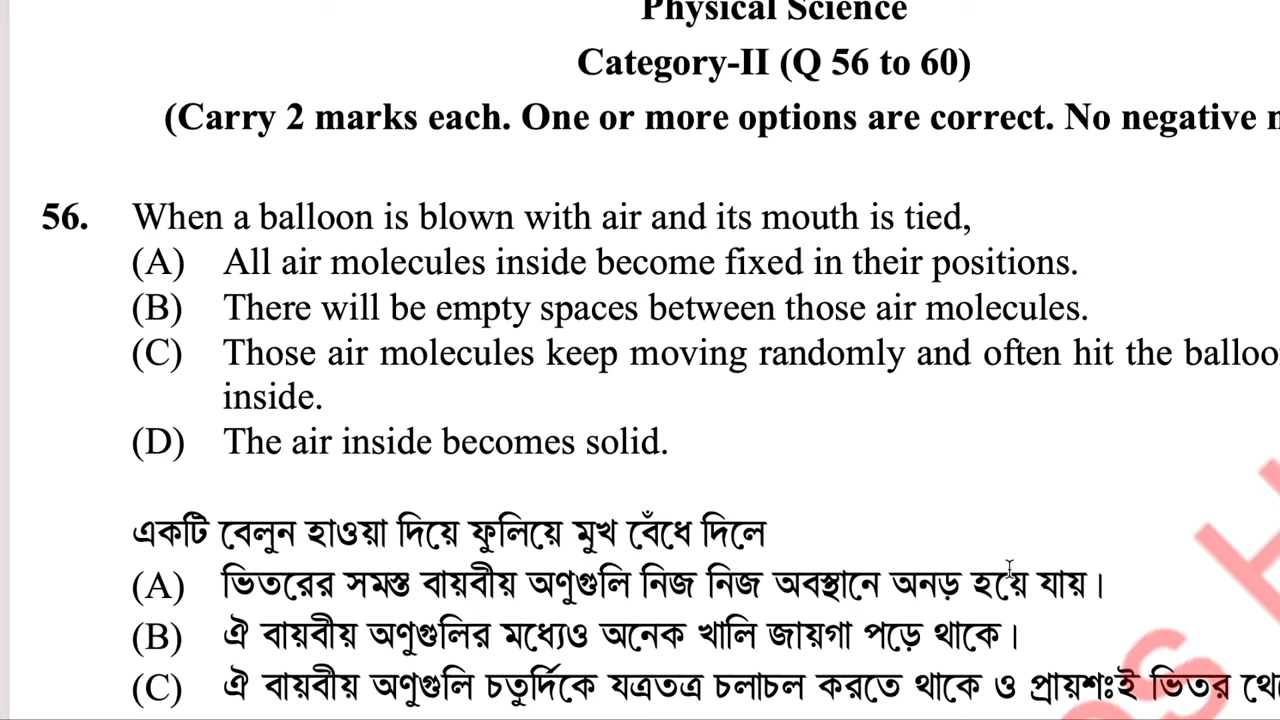 Physical Science
Category-II (Q 56 to 60)
(Carry 2 marks each. One or more options are correct. No negative
56. When a balloon is blown with air and its mouth is tied,
(A) All air molecules inside become fixed in their positions.
(B) There will be empty spaces between those air molecules.
(C) Those air molecules keep moving randomly and often hit the
inside.
(D) The air inside becomes solid.
একটি বেলুন হাওয়া দিয়ে ফুলিয়ে মুখ বেঁধে দিলে
(A) ভিতরের সমস্ত বায়বীয় অণুগুলি নিজ নিজ অবস্থানে অনড় হয়ে যায়।
(B) ঐ বায়বীয় অণুগুলির মধ্যেও অনেক খালি জায়গা পড়ে থাকে।
(C) ঐ বায়বীয় অণুগুলি চতুর্দিকে যত্রতত্র চলাচল করতে থাকে ও প্রায়শঃই ভিতর